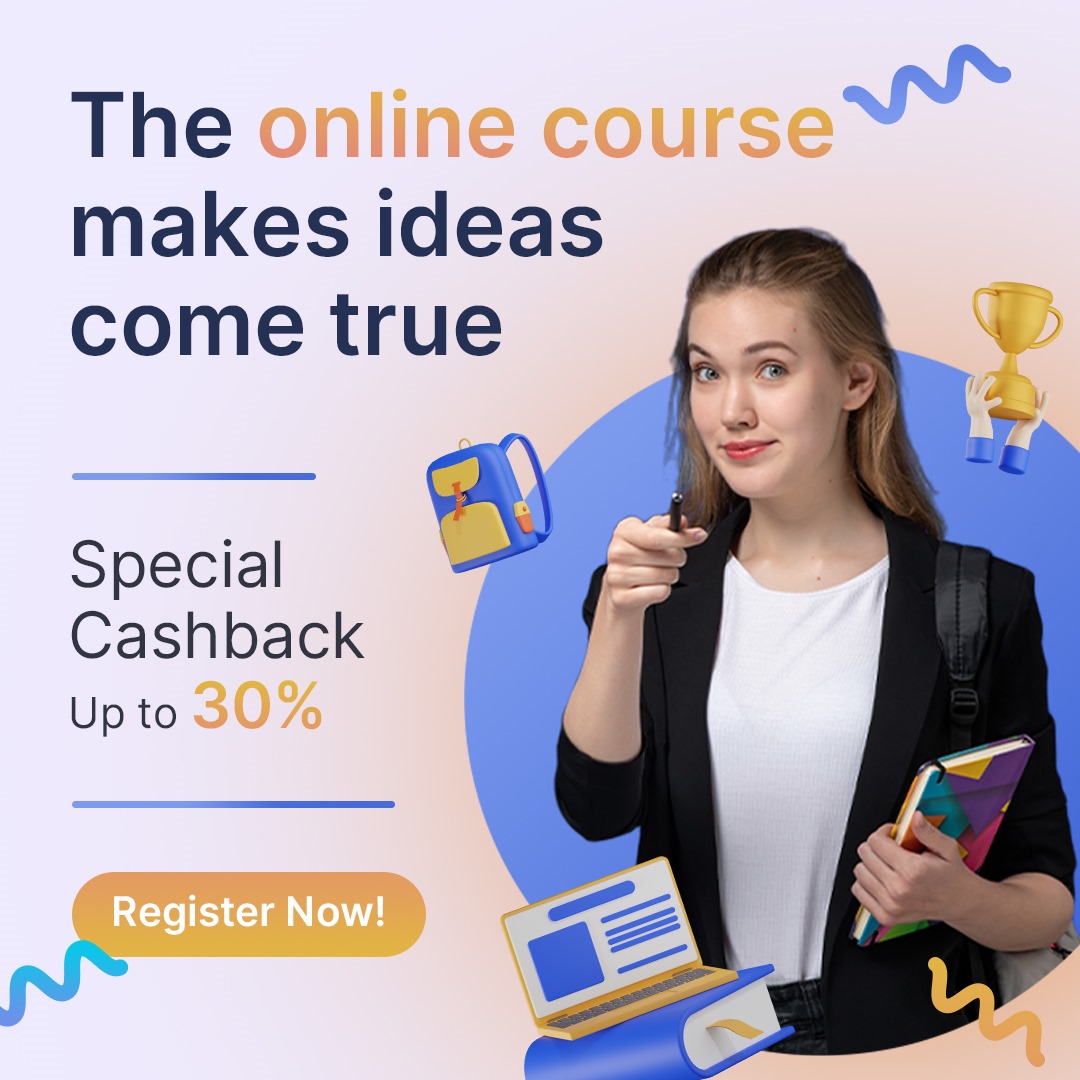 The online course
makes ideas
come true
Special
Cashback
Up to 30%
Register Now!